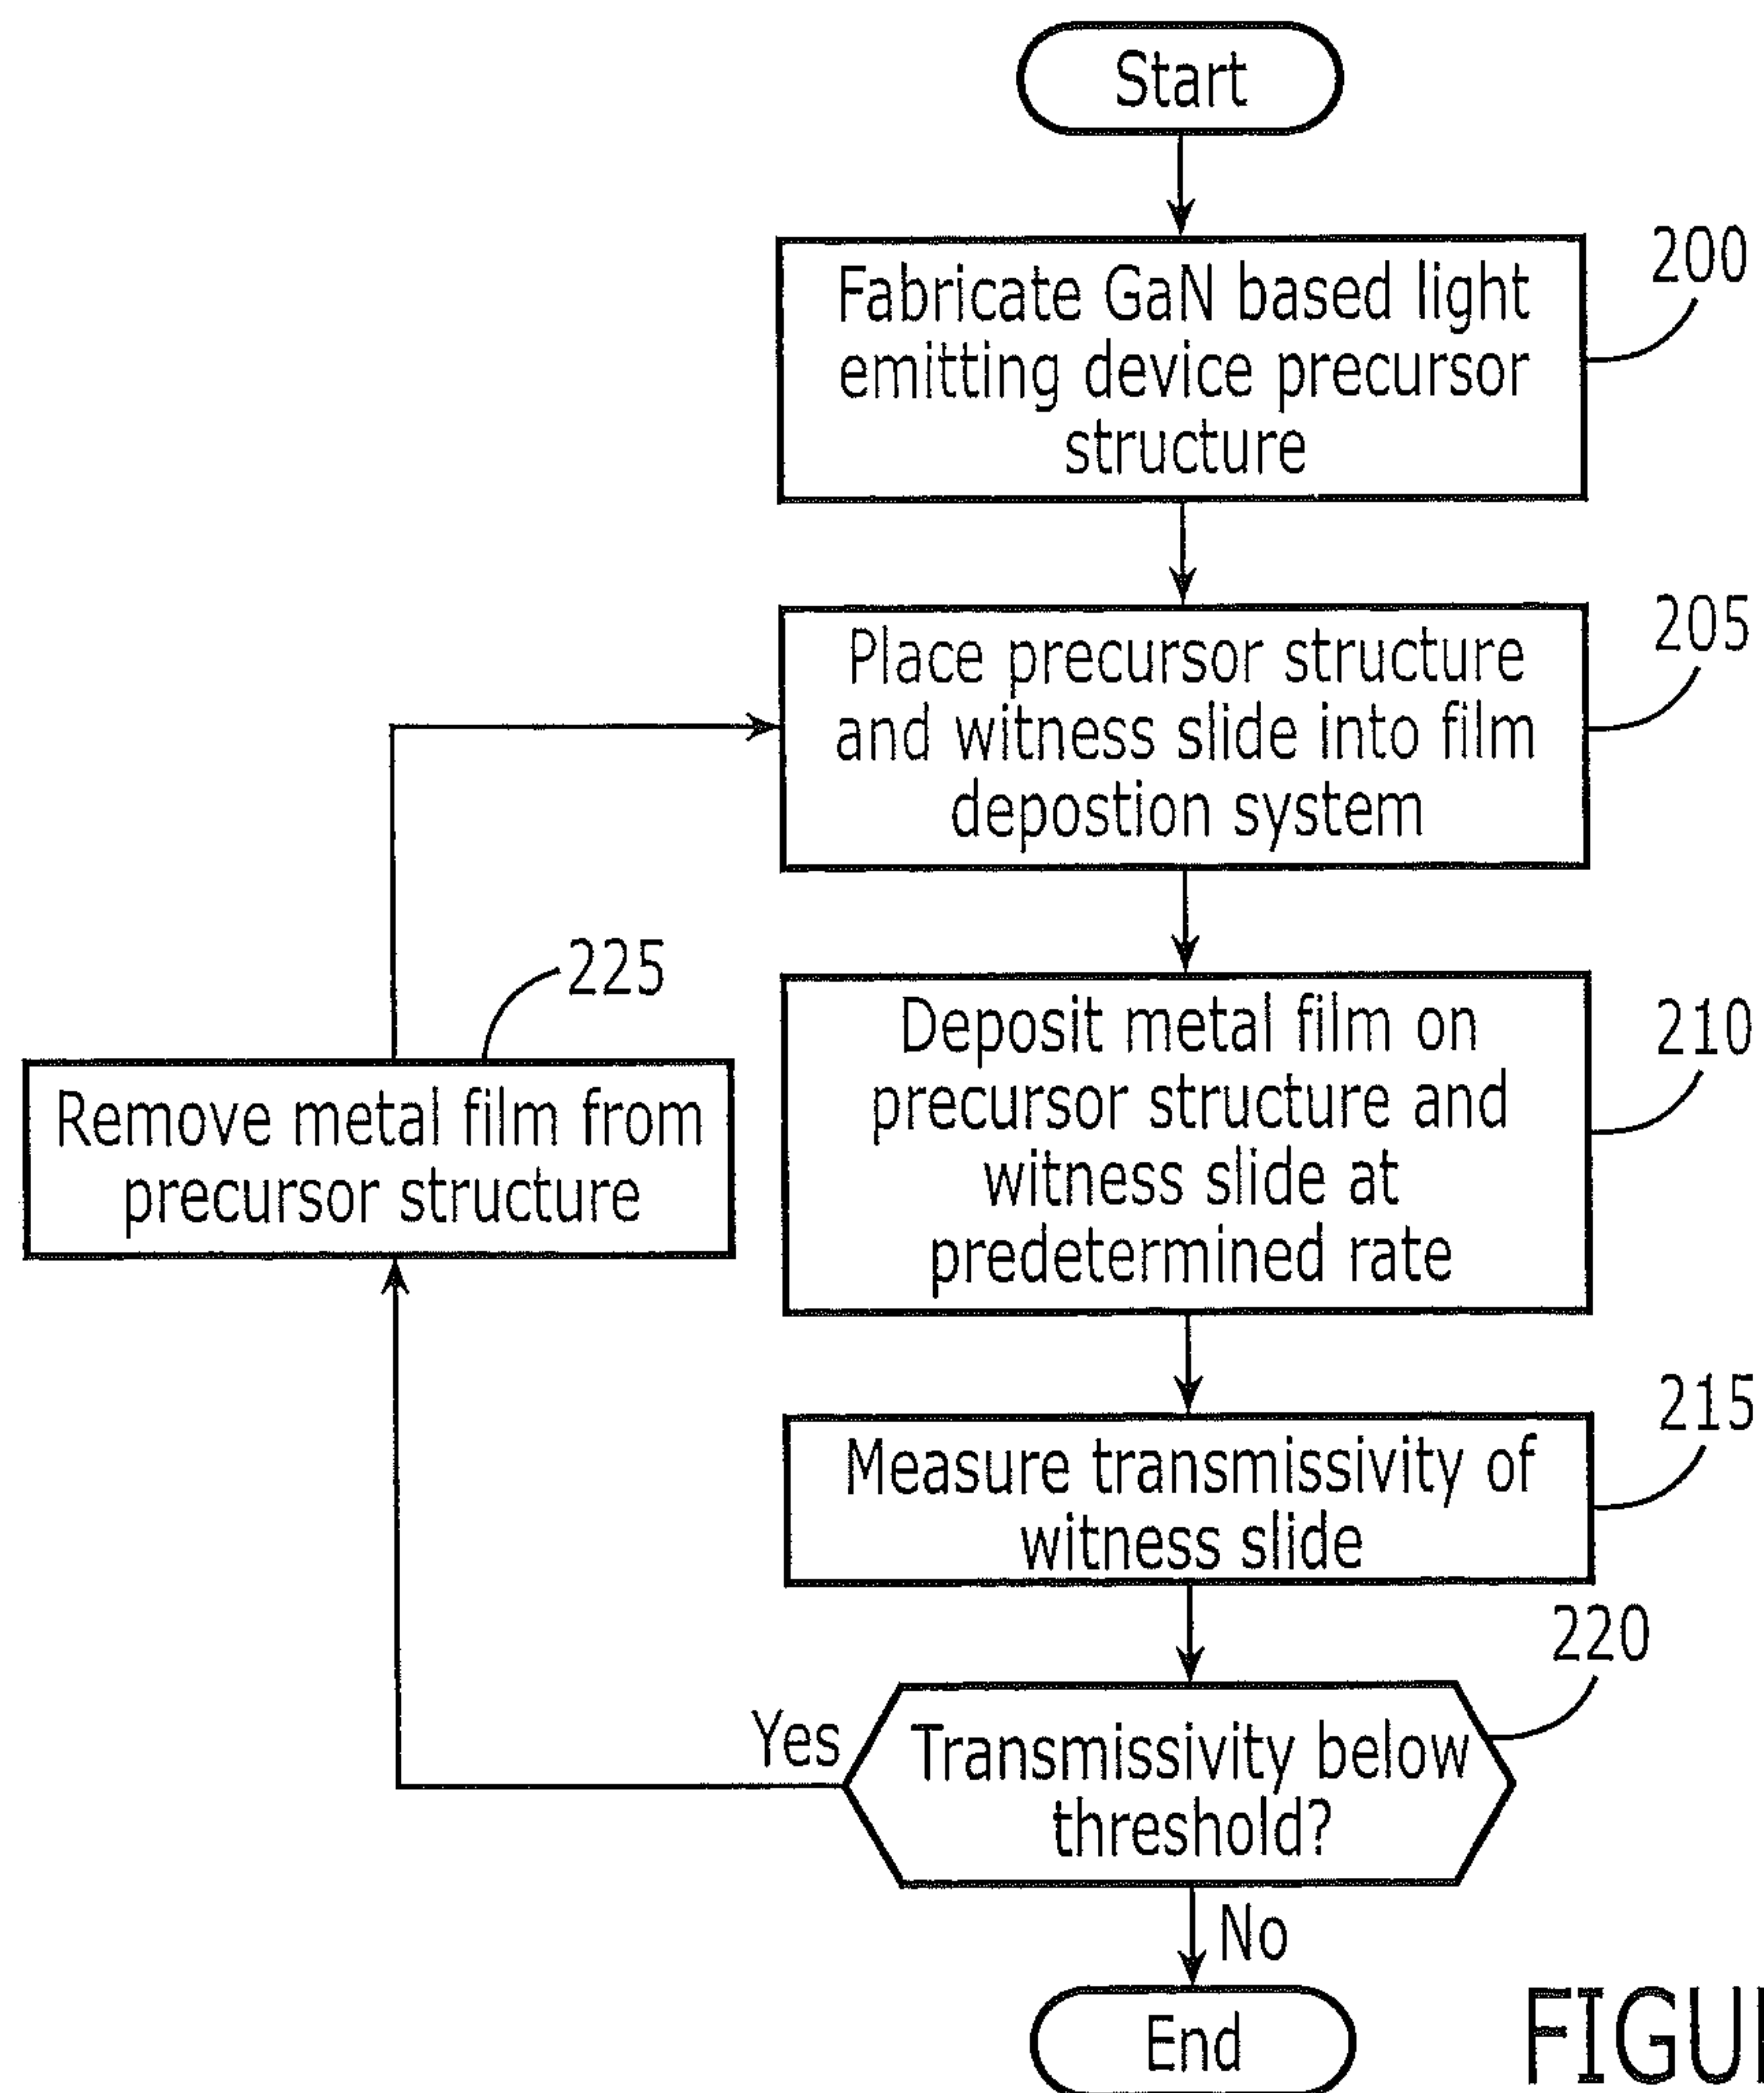 Start
200
Fabricate GaN based light
emitting device precursor
structure
205
Place precursor structure
and witness slide into film
depostion system
225
Remove metal film from
precursor structure
210
Deposit metal film on
precursor structure and
witness slide at
predetermined rate
215
Measure transmissivity of
witness slide
220
Yes
Transmissivity below
threshold?
No
End